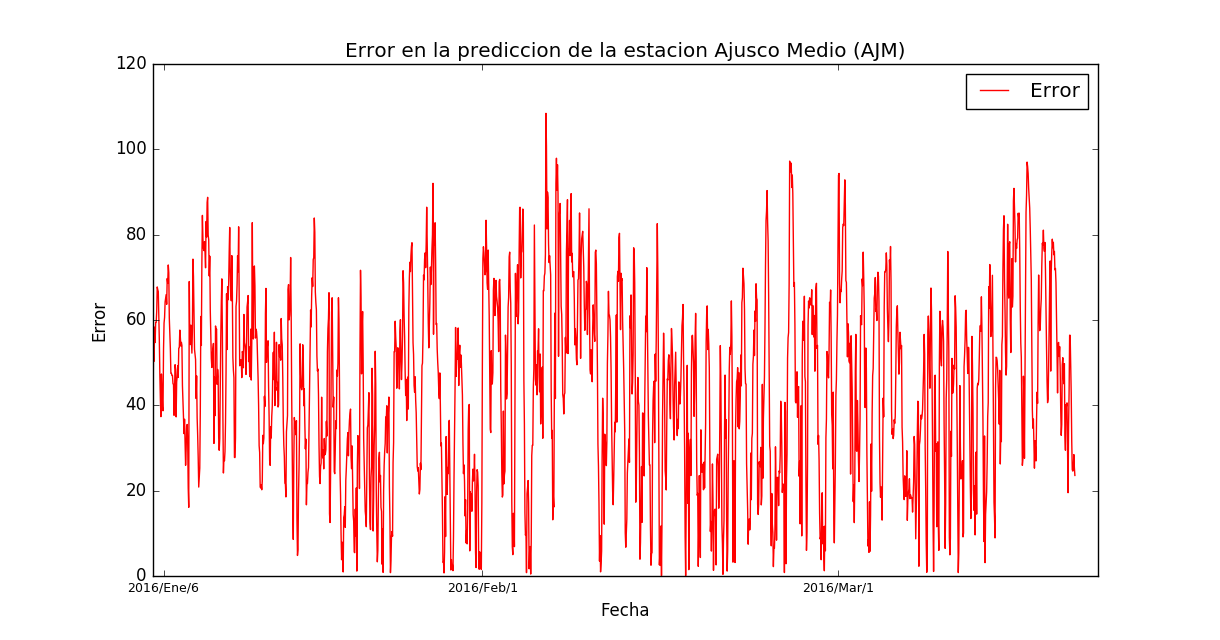 Error en la prediccion de la estacion Ajusco Medio (AJM)
120
100
80
60
40
20
0
Error
Error
2016/Ene/6
2016/Feb/1
2016/Mar/1
Fecha